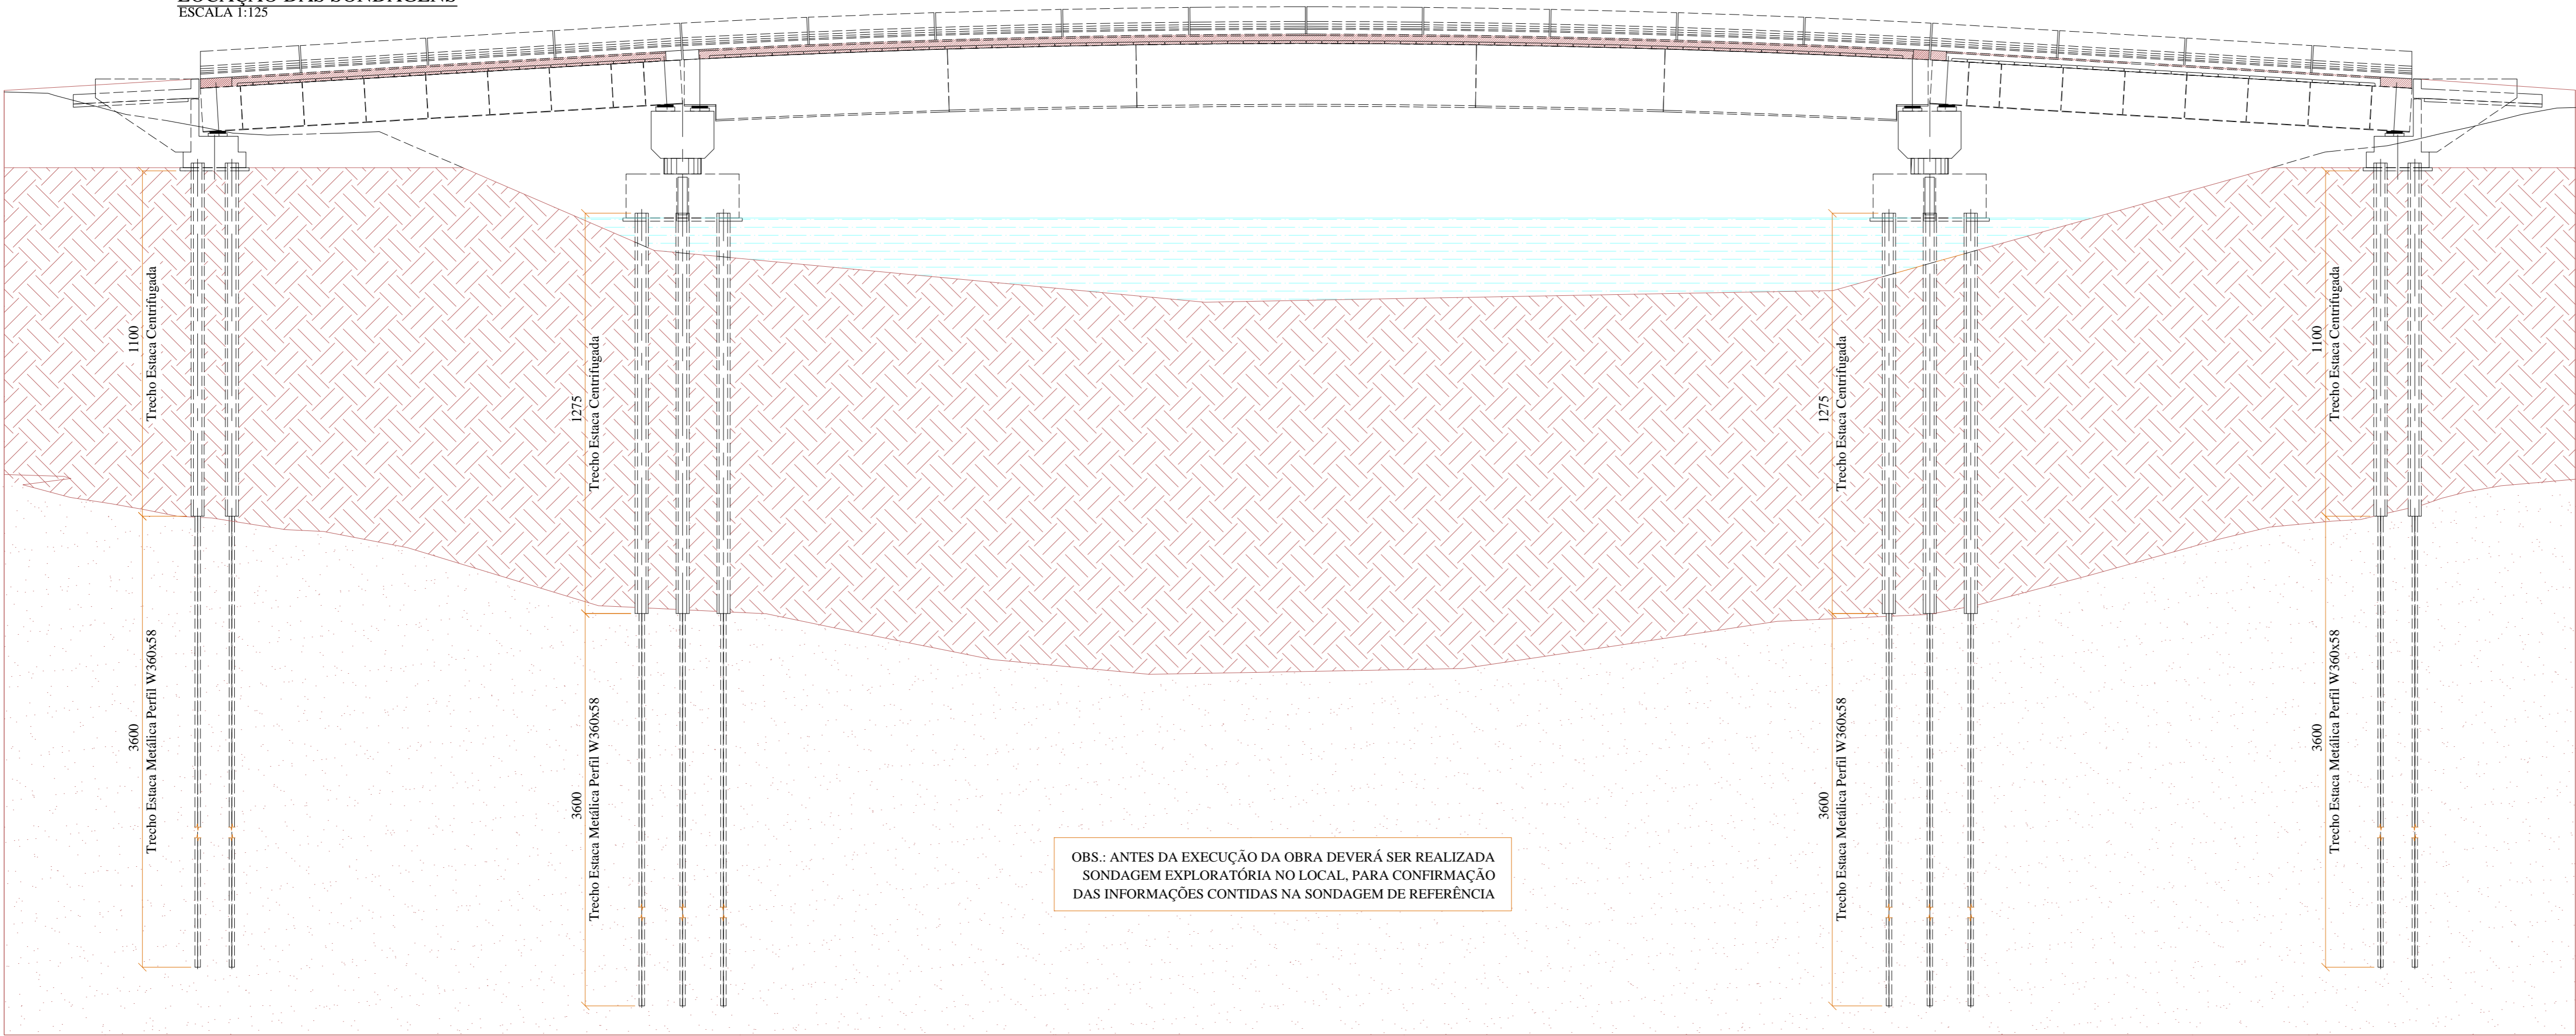 LOCAÇÃO DAS SONDAGENS
ESCALA 1:125
1100
Trecho Estaca Centrifugada
3600
Trecho Estaca Metálica Perfil W360x58
1275
Trecho Estaca Centrifugada
3600
Trecho Estaca Metálica Perfil W360x58
OBS.: ANTES DA EXECUÇÃO DA OBRA DEVERÁ SER REALIZADA
SONDAGEM EXPLORATÓRIA NO LOCAL, PARA CONFIRMAÇÃO
DAS INFORMAÇÕES CONTIDAS NA SONDAGEM DE REFERÊNCIA
1275
Trecho Estaca Centrifugada
3600
Trecho Estaca Metálica Perfil W360x58
1100
Trecho Estaca Centrifugada
3600
Trecho Estaca Metálica Perfil W360x58